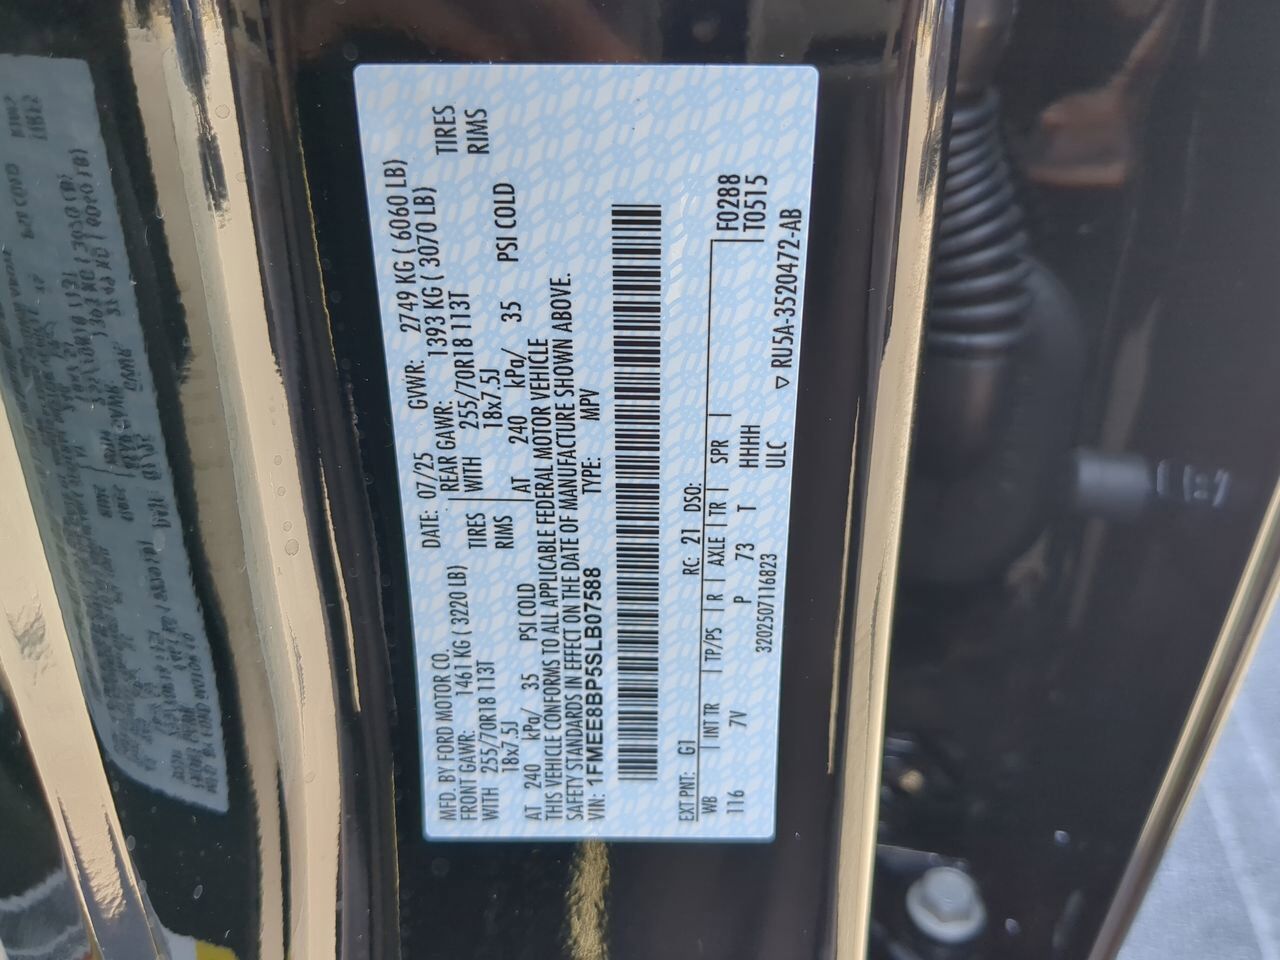 MFD. BY FORD MOTOR CO.
DATE: 07/25 GVWR: 2749 KG ( 6060 LB)
FRONT GAWR: 1461 KG ( 3220 LB) REAR GAWR: 1393 KG ( 3070 LB)
WITH 255/70R18 113T TIRES WITH 255/70R18 113T TIRES
18x7.5J RIMS 18x7.5J RIMS
AT 240 kPa/ 35 PSI COLD AT 240 kPa/ 35 PSI COLD
THIS VEHICLE CONFORMS TO ALL APPLICABLE FEDERAL MOTOR VEHICLE
SAFETY STANDARDS IN EFFECT ON THE DATE OF MANUFACTURE SHOWN ABOVE.
VIN: 1FMEE8BP5SLB07588 TYPE: MPV
EXT PNT: G1 RC: 21 DSO: F0288
WB INT TR TP/PS R AXLE TR SPR T0515
116 7V P 73 T HHHH
3202507116823 ULC ▽ RU5A-3520472-AB